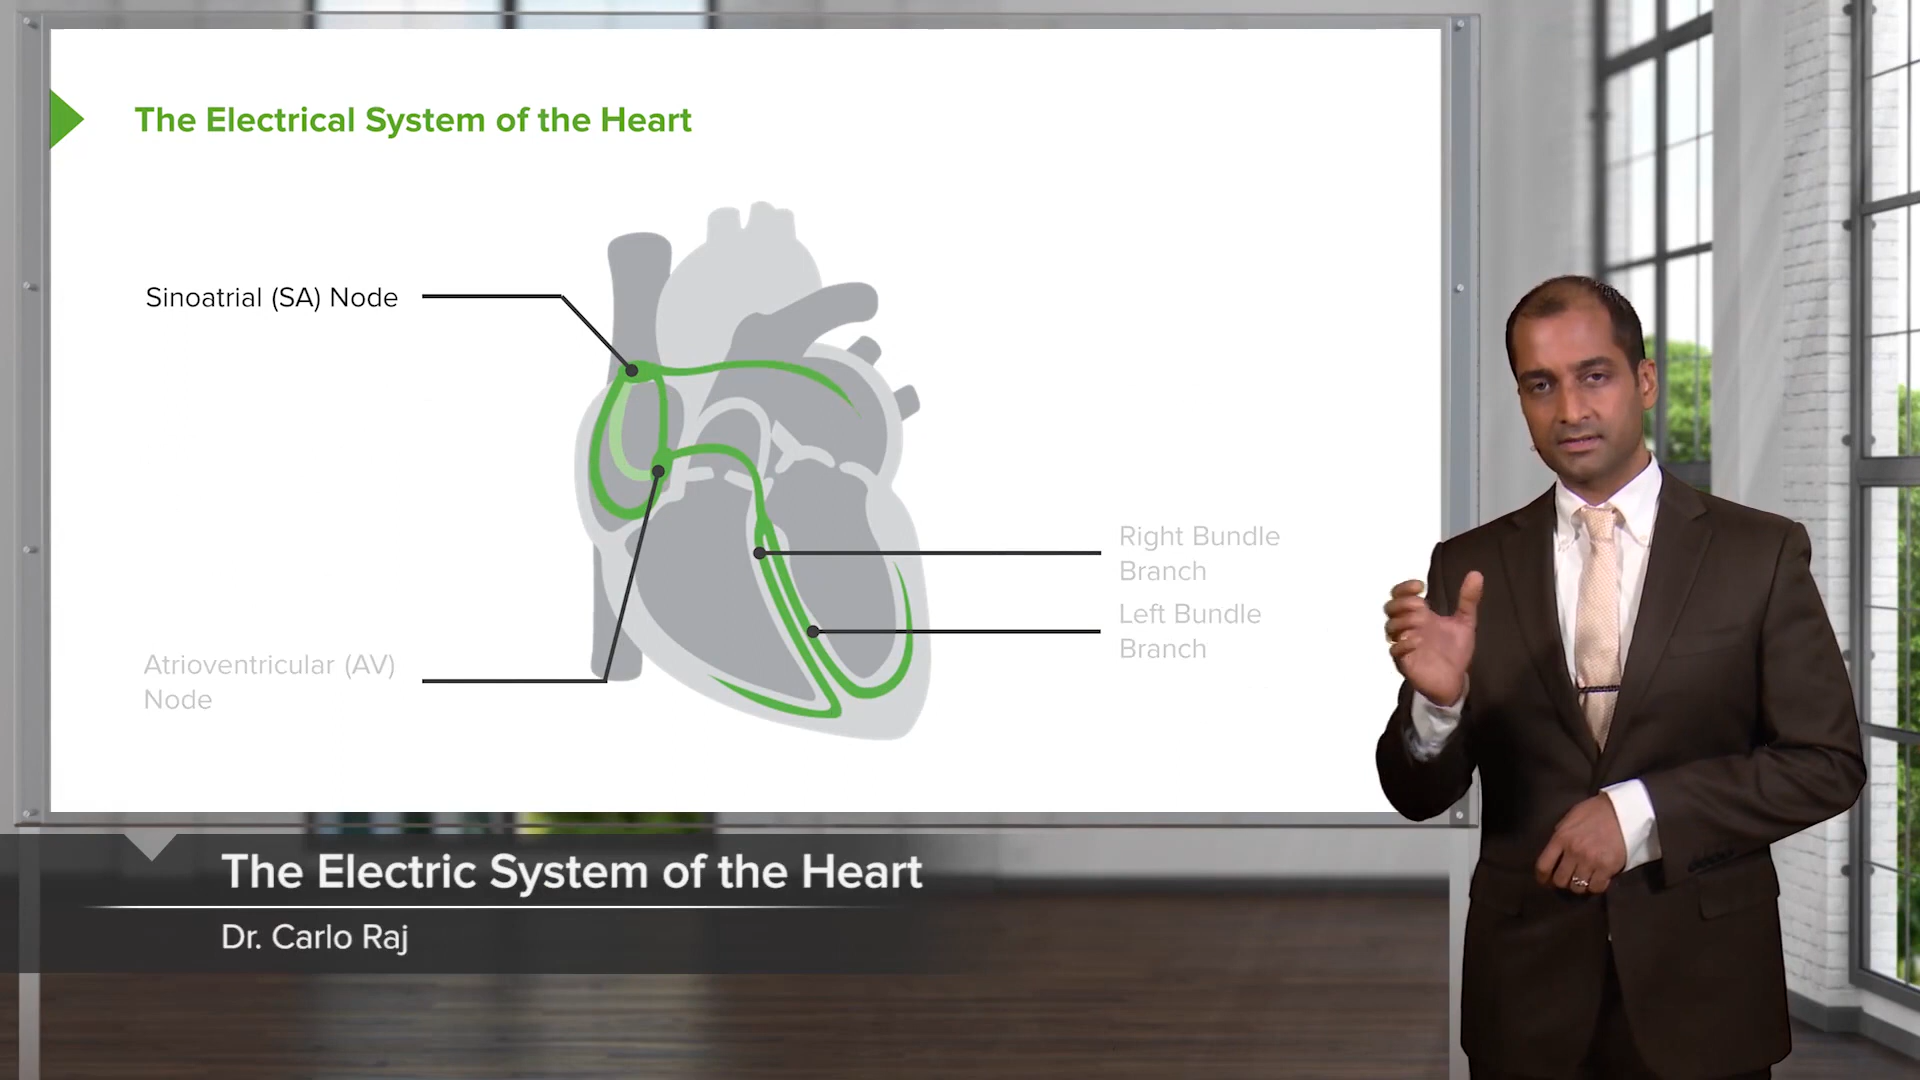 The Electrical System of the Heart
Sinoatrial (SA) Node
Right Bundle
Branch
Left Bundle
Branch
Atrioventricular (AV)
Node
The Electric System of the Heart
Dr. Carlo Raj